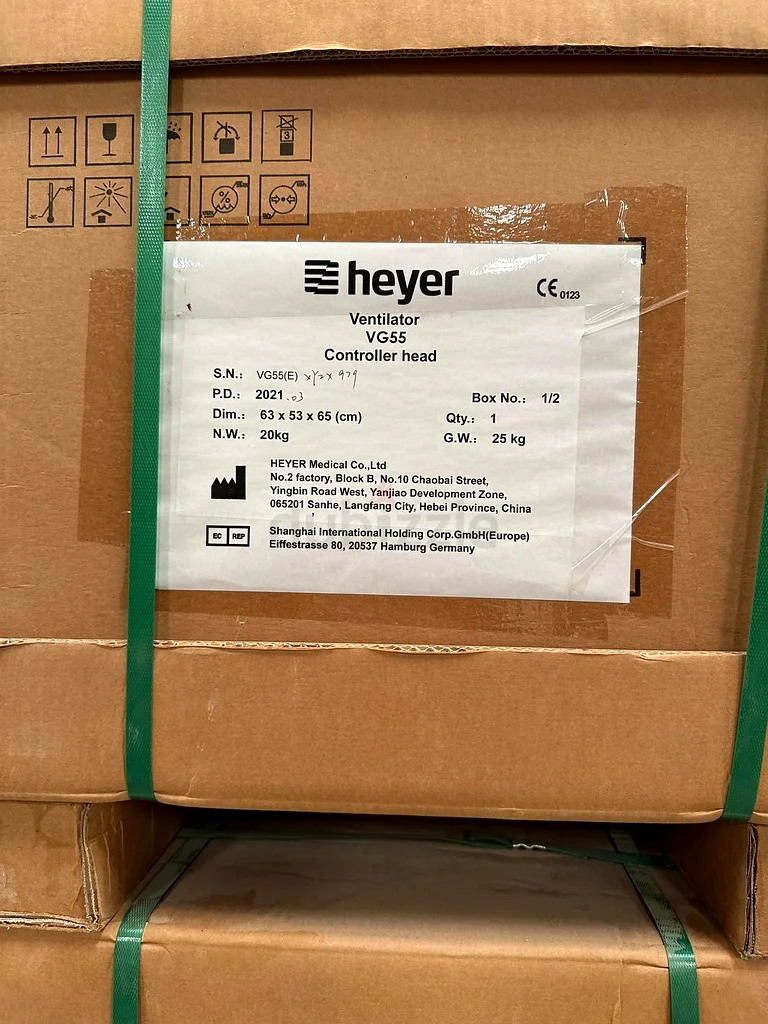 3
heyer
CE 0123
Ventilator
VG55
Controller head
S.N.: VG55(E)
P.D.: 2021.03 Box No.: 1/2
Dim.: 63 x 53 x 65 (cm) Qty.: 1
N.W.: 20kg G.W.: 25 kg
HEYER Medical Co.,Ltd
No.2 factory, Block B, No.10 Chaobai Street,
Yingbin Road West, Yanjiao Development Zone,
065201 Sanhe, Langfang City, Hebei Province, China
dubizzle
EC REP Shanghai International Holding Corp.GmbH(Europe)
Eiffestrasse 80, 20537 Hamburg Germany